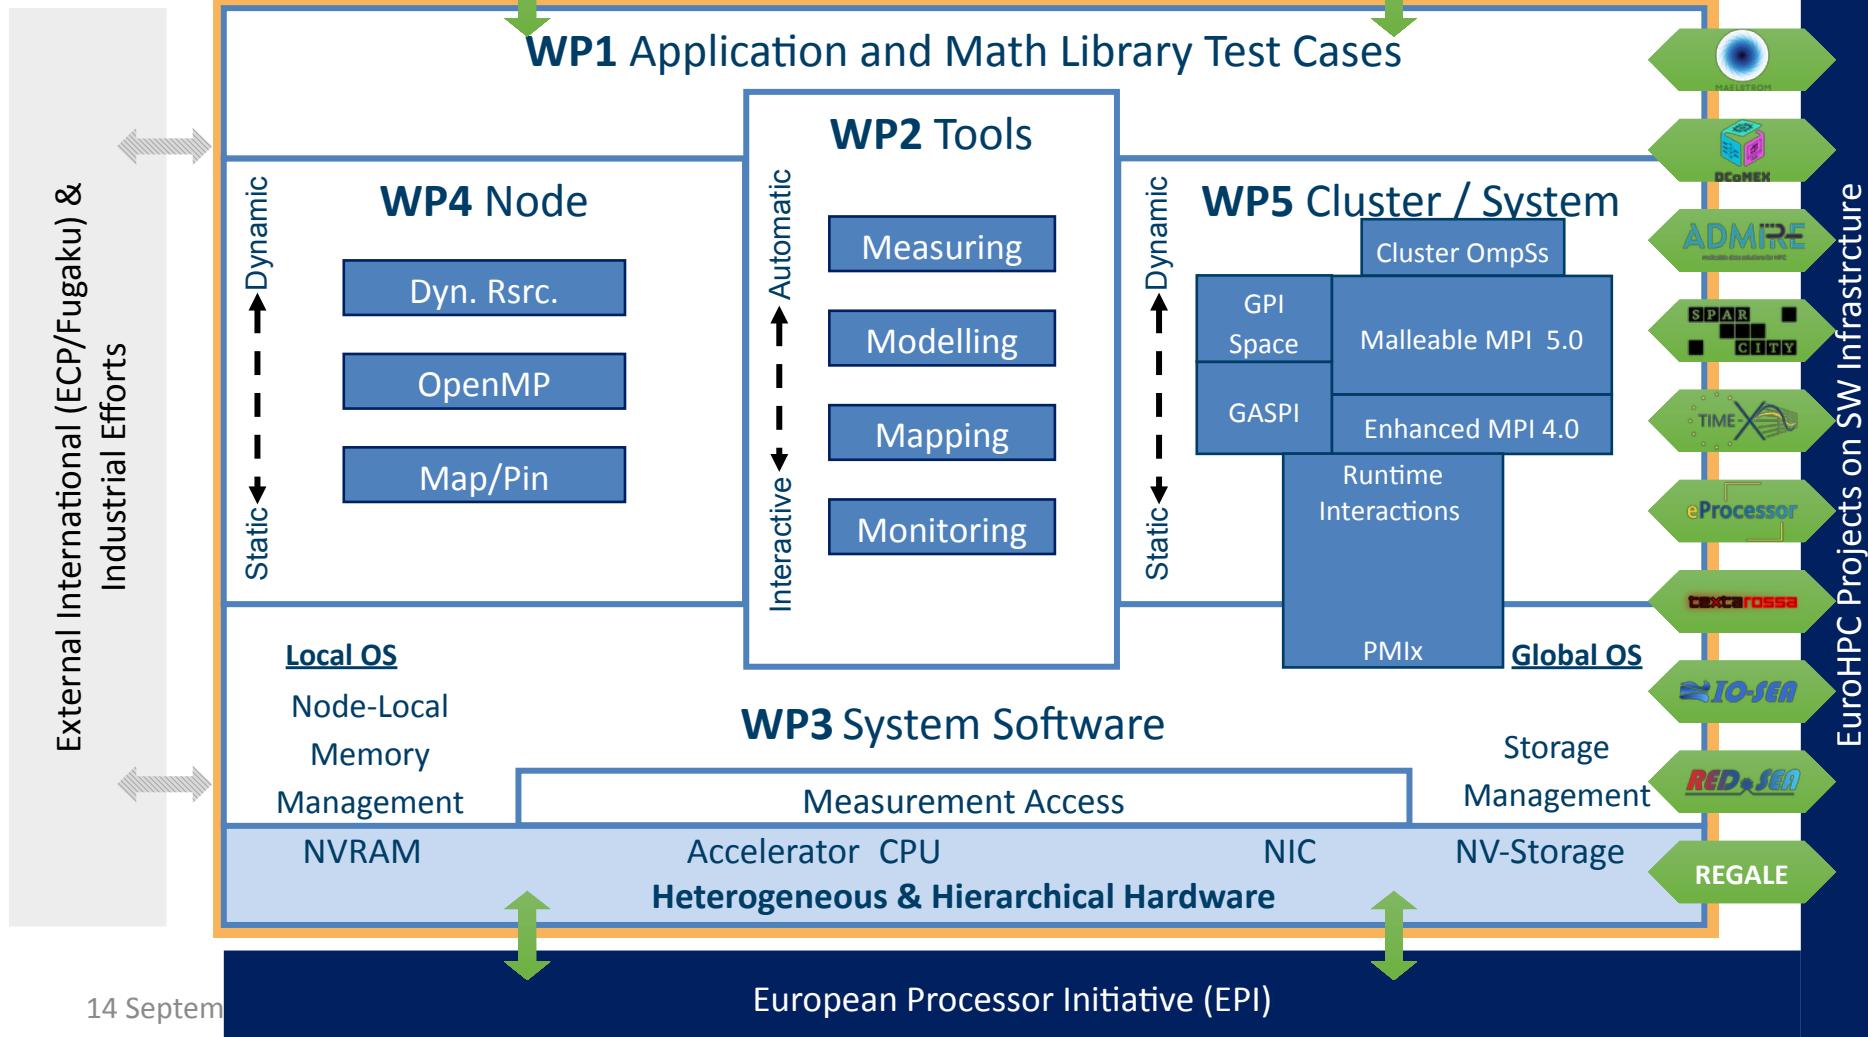 WP1 Application and Math Library Test Cases
External International (ECP/Fugaku) &
Industrial Efforts
WP4 Node
Dynamic
Static
Dyn. Rsrc.
OpenMP
Map/Pin
WP2 Tools
Automatic
Interactive
Measuring
Modelling
Mapping
Monitoring
WP5 Cluster / System
Dynamic
Static
Cluster OmpSs
GPI
Space
Malleable MPI 5.0
GASPI
Enhanced MPI 4.0
Runtime
Interactions
PMIx
Local OS
Node-Local
Memory
Management
WP3 System Software
Global OS
Storage
Management
Measurement Access
NVRAM
Accelerator CPU
NIC
NV-Storage
Heterogeneous & Hierarchical Hardware
European Processor Initiative (EPI)
14 Septem
MAELSTROM
DCoMEX
ADMIRE
SPAR
CITY
TIME-X
eProcessor
textarossa
IO-SEA
RED-SEA
REGALE
EuroHPC Projects on SW Infrastrcture